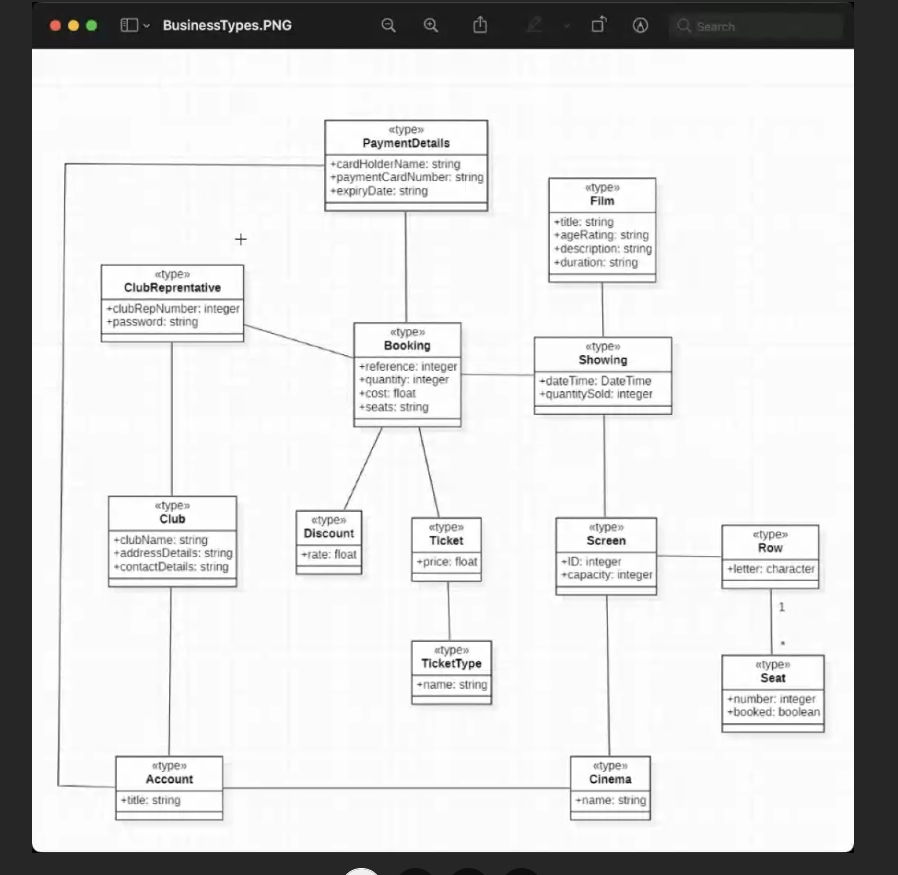 BusinessTypes.PNG
Search
«type»
PaymentDetails
+cardHolderName: string
+paymentCardNumber: string
+expiryDate: string
«type»
Film
+title: string
+ageRating: string
+description: string
+duration: string
«type»
ClubReprentative
+clubRepNumber: integer
+password: string
«type»
Booking
+reference: integer
+quantity: integer
+cost: float
+seats: string
«type»
Showing
+dateTime: DateTime
+quantitySold: integer
«type»
Club
+clubName: string
+addressDetails: string
+contactDetails: string
«type»
Discount
+rate: float
«type»
Ticket
+price: float
«type»
Screen
+ID: integer
+capacity: integer
«type»
Row
+letter: character
1
*
«type»
TicketType
+name: string
«type»
Seat
+number: integer
+booked: boolean
«type»
Account
+title: string
«type»
Cinema
+name: string